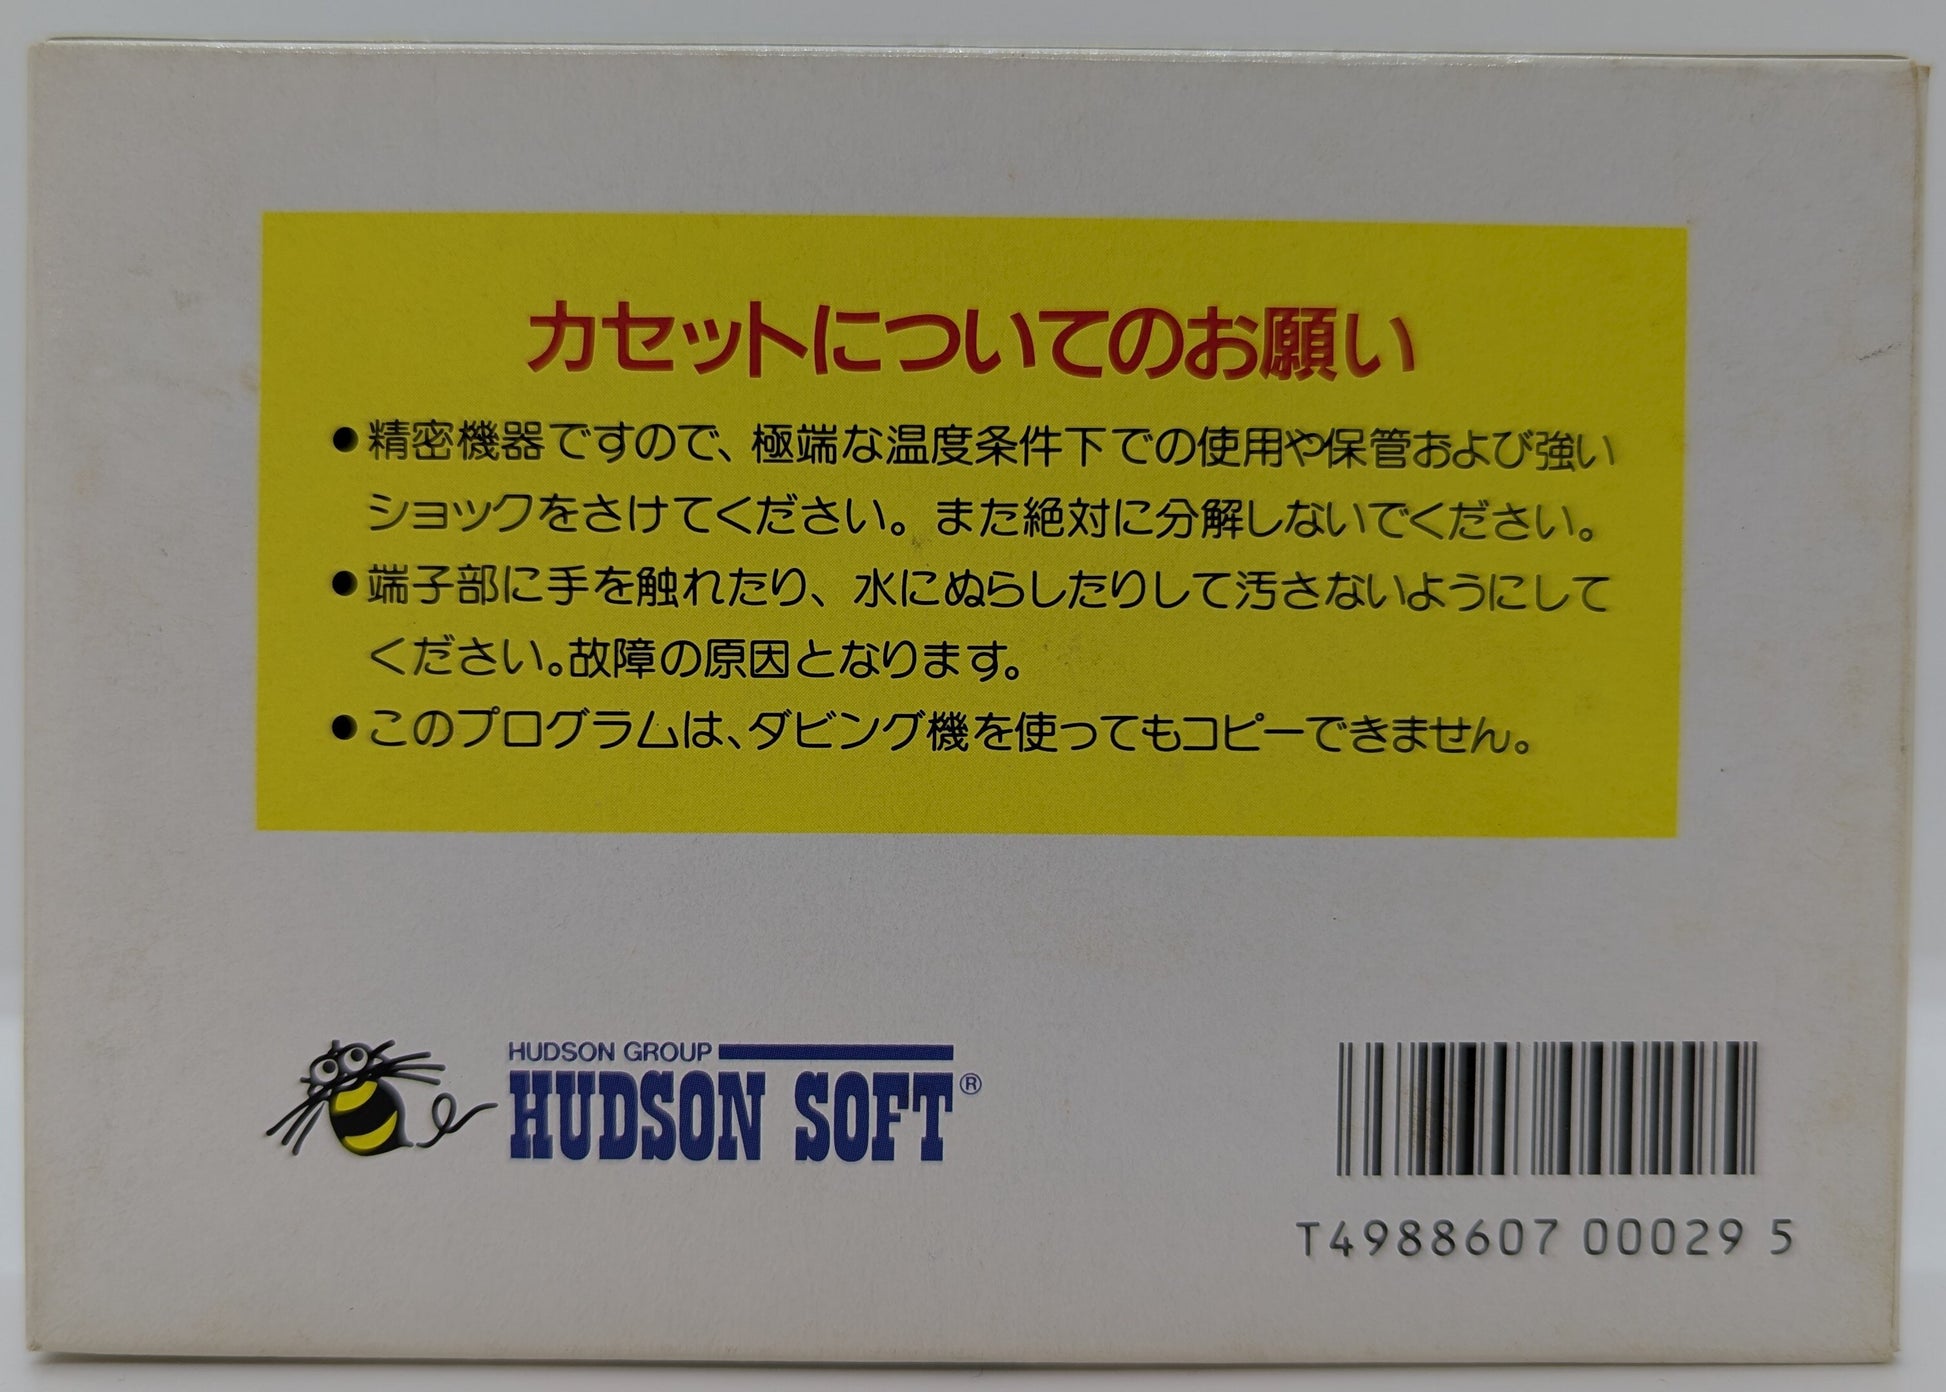 カセットについてのお願い
●精密機器ですので、極端な温度条件下での使用や保管および強い
ショックをさけてください。また絶対に分解しないでください。
●端子部に手を触れたり、水にぬらしたりして汚さないようにして
ください。故障の原因となります。
●このプログラムは、ダビング機を使ってもコピーできません。
HUDSON GROUP
HUDSON SOFT®
T4988607 00029 5